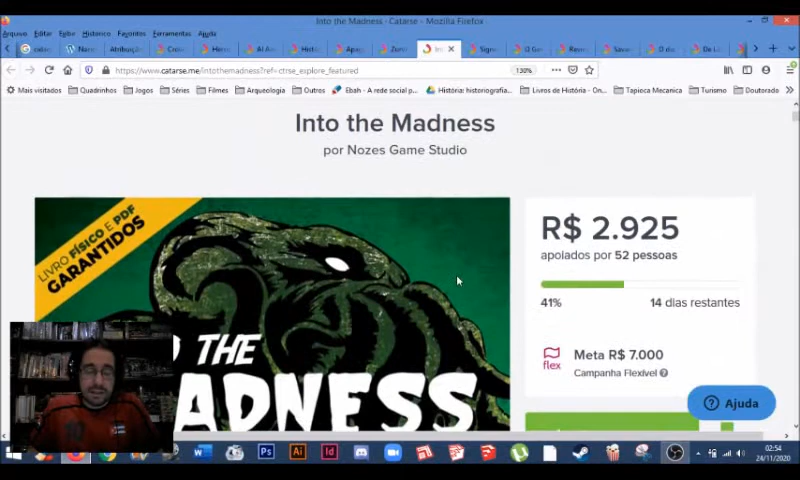 Into the Madness - Catarse - Mozilla Firefox
Arquivo Editar Exibir Histórico Favoritos Ferramentas Ajuda
https://www.catarse.me/intothemadness?ref=ctrse_explore_featured
130%
Mais visitados Quadrinhos Jogos Séries Filmes Arqueologia Outros Ebah - A rede social p... História: historiografia... Livros de História - On... Tapioca Mecanica Turismo Doutorado
Into the Madness
por Nozes Game Studio
LIVRO FÍSICO E PDF
GARANTIDOS
THE
ADNESS
R$ 2.925
apoiados por 52 pessoas
41%
14 dias restantes
flex
Meta R$ 7.000
Campanha Flexível
Ajuda
02:54
24/11/2020